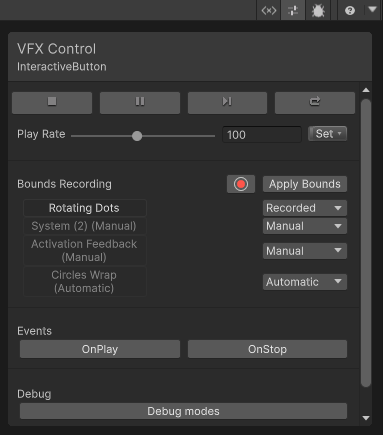 VFX Control
InteractiveButton
Play Rate 100 Set
Bounds Recording Apply Bounds
Rotating Dots Recorded
System (2) (Manual) Manual
Activation Feedback
(Manual) Manual
Circles Wrap
(Automatic) Automatic
Events
OnPlay OnStop
Debug
Debug modes